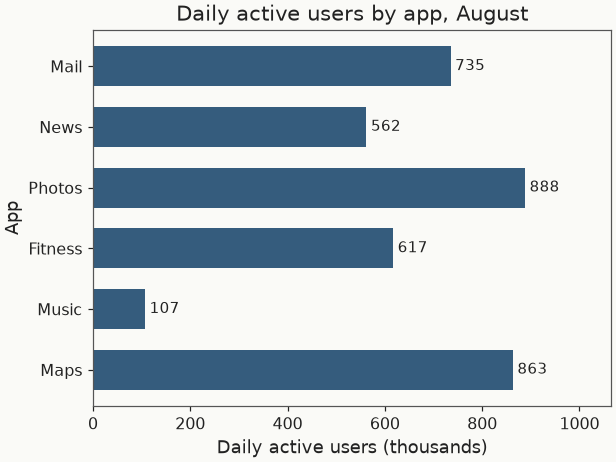 Daily active users by app, August
Mail 735
News 562
Photos 888
Fitness 617
Music 107
Maps 863
App
0 200 400 600 800 1000
Daily active users (thousands)